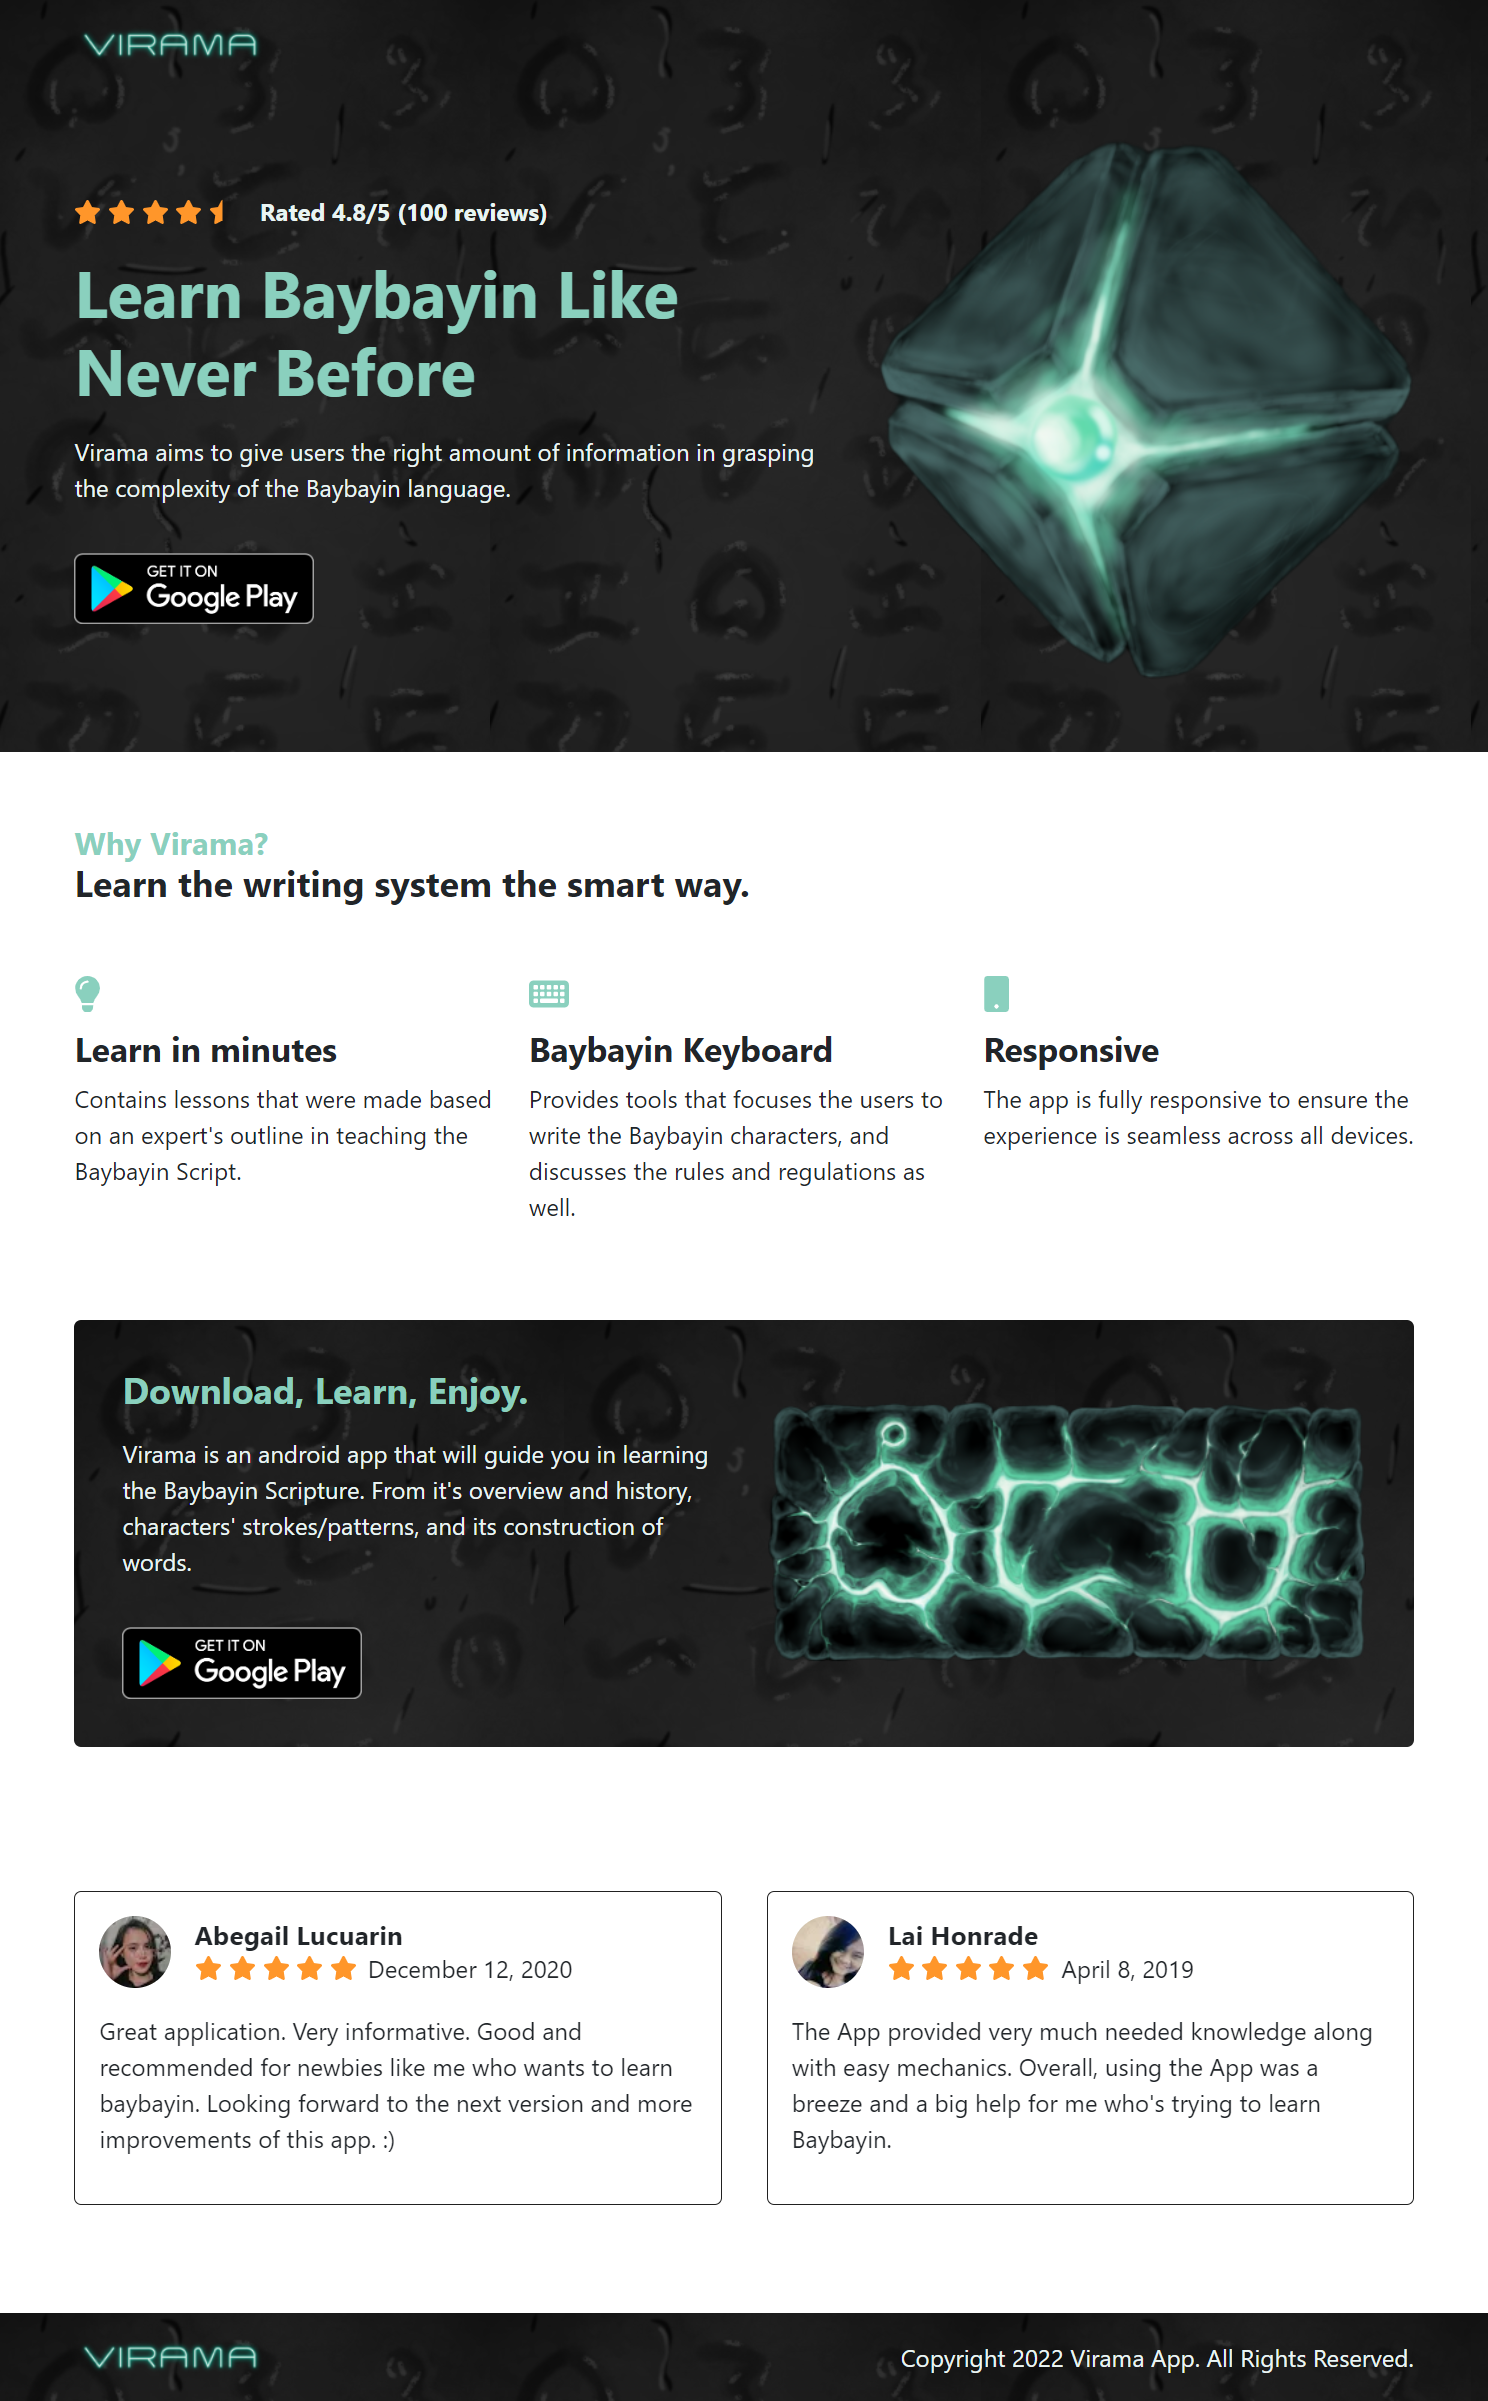 VIRAMA
Rated 4.8/5 (100 reviews)
Learn Baybayin Like
Never Before
Virama aims to give users the right amount of information in grasping
the complexity of the Baybayin language.
GET IT ON
Google Play
Why Virama?
Learn the writing system the smart way.
Learn in minutes
Contains lessons that were made based
on an expert's outline in teaching the
Baybayin Script.
Baybayin Keyboard
Provides tools that focuses the users to
write the Baybayin characters, and
discusses the rules and regulations as
well.
Responsive
The app is fully responsive to ensure the
experience is seamless across all devices.
Download, Learn, Enjoy.
Virama is an android app that will guide you in learning
the Baybayin Scripture. From it's overview and history,
characters' strokes/patterns, and its construction of
words.
GET IT ON
Google Play
Abegail Lucuarin
December 12, 2020
Great application. Very informative. Good and
recommended for newbies like me who wants to learn
baybayin. Looking forward to the next version and more
improvements of this app. :)
Lai Honrade
April 8, 2019
The App provided very much needed knowledge along
with easy mechanics. Overall, using the App was a
breeze and a big help for me who's trying to learn
Baybayin.
VIRAMA
Copyright 2022 Virama App. All Rights Reserved.